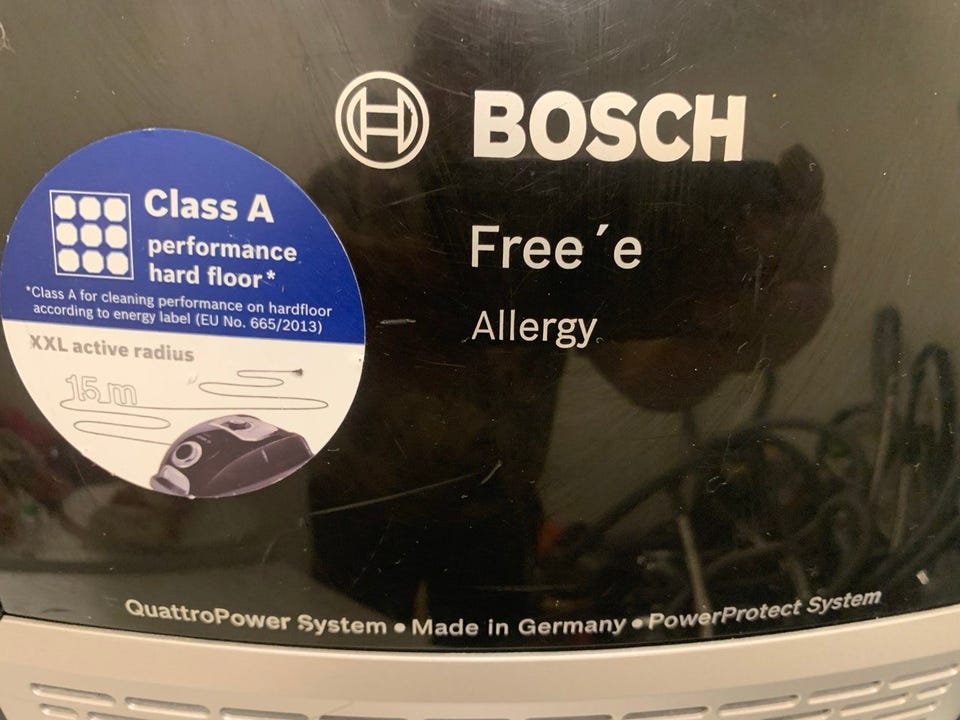 BOSCH
Free´e
Allergy
Class A
performance
hard floor*
*Class A for cleaning performance on hardfloor
according to energy label (EU No. 665/2013)
XXL active radius
15 m
QuattroPower System • Made in Germany • PowerProtect System